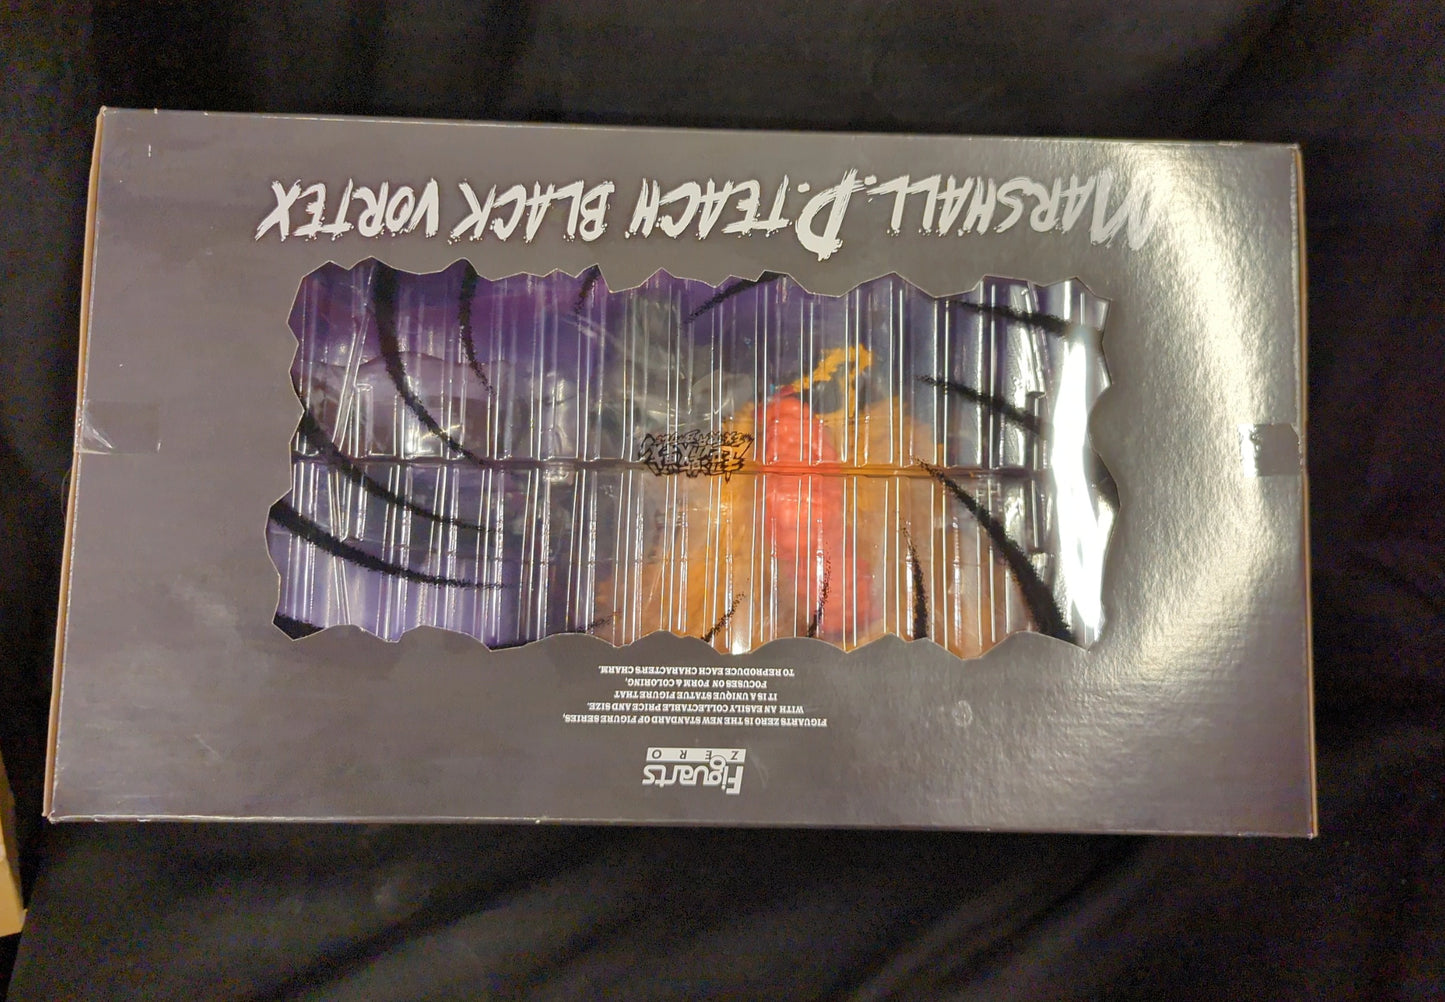 Figuarts
ZERO
FIGUARTS ZERO IS THE NEW STANDARD OF FIGURE SERIES,
WITH AN EASILY COLLECTABLE PRICE AND SIZE.
IT IS A UNIQUE STATUE FIGURE THAT
FOCUSES ON FORM & COLORING,
TO REPRODUCE EACH CHARACTERS CHARM.
MARSHALL.D.TEACH BLACK VORTEX